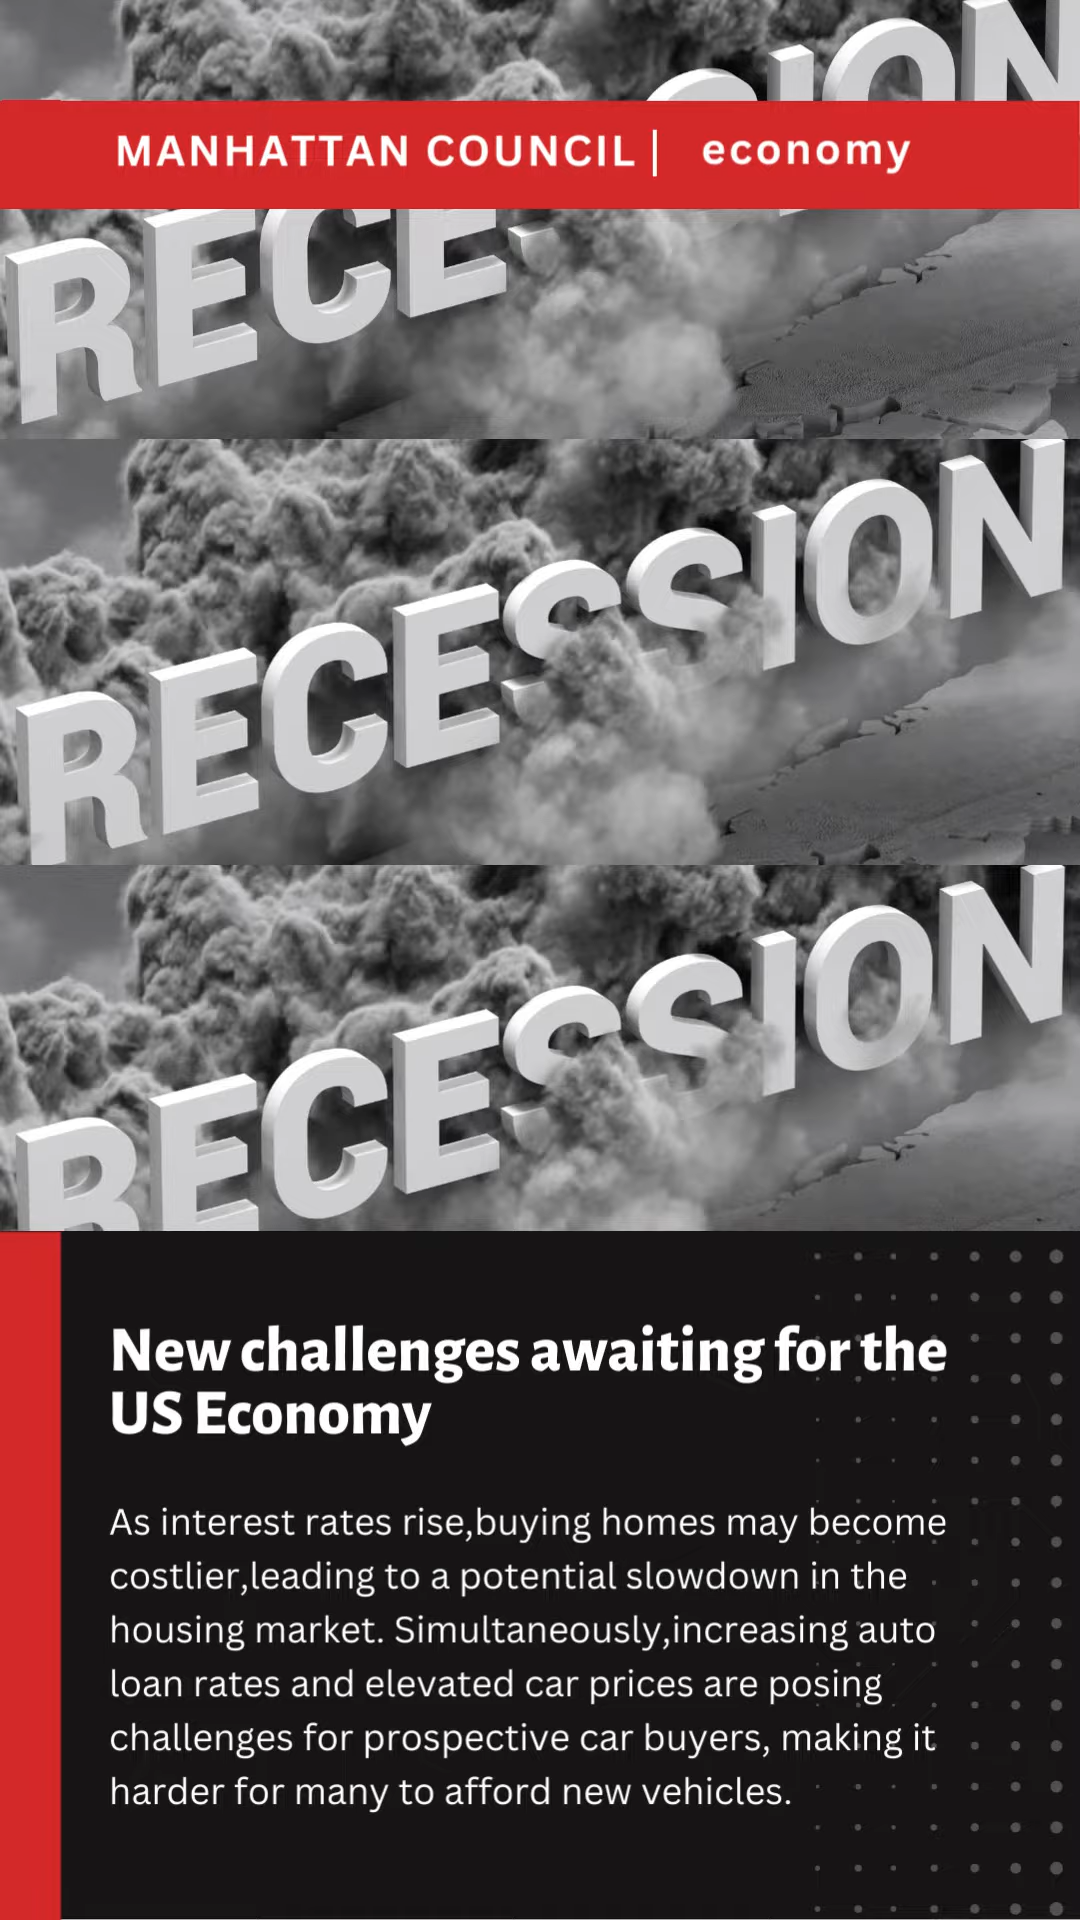 MANHATTAN COUNCIL | economy
RECESSION
RECESSION
RECESSION
New challenges awaiting for the
US Economy
As interest rates rise,buying homes may become
costlier,leading to a potential slowdown in the
housing market. Simultaneously,increasing auto
loan rates and elevated car prices are posing
challenges for prospective car buyers, making it
harder for many to afford new vehicles.